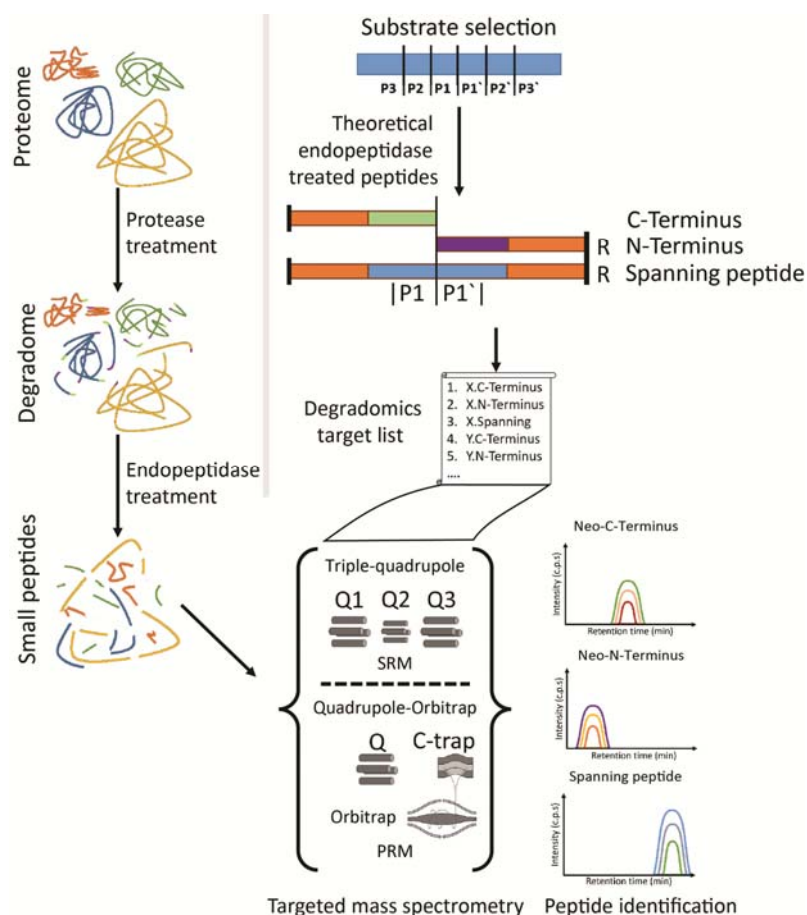 Proteome
Protease
treatment
Degradome
Endopeptidase
treatment
Small peptides
Substrate selection
P3 P2 P1 P1` P2` P3`
Theoretical
endopeptidase
treated peptides
C-Terminus
R N-Terminus
R Spanning peptide
|P1 P1`|
Degradomics
target list
1. X.C-Terminus
2. X.N-Terminus
3. X.Spanning
4. Y.C-Terminus
5. Y.N-Terminus
....
Triple-quadrupole
Q1 Q2 Q3
SRM
Quadrupole-Orbitrap
Q C-trap
Orbitrap
PRM
Targeted mass spectrometry
Neo-C-Terminus
Intensity (c.p.s)
Retention time (min)
Neo-N-Terminus
Intensity (c.p.s)
Retention time (min)
Spanning peptide
Intensity (c.p.s)
Retention time (min)
Peptide identification